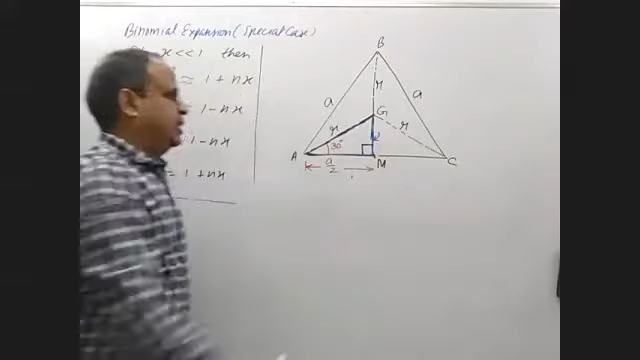 Binomial Expansion (Special Case)
x << 1 then
≈ 1 + nx
1 - nx
1 - nx
= 1 + nx
B
a
r
a
G
r
r
30°
A
M
C
a/2